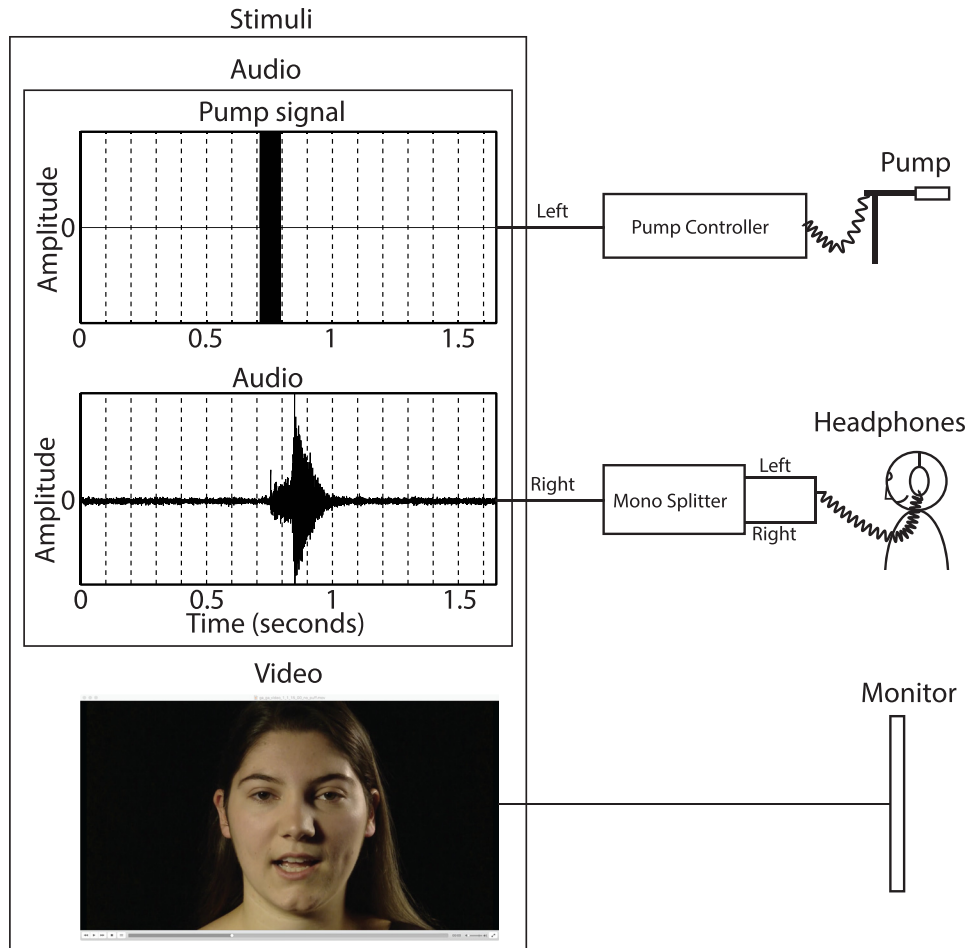 Stimuli
Audio
Pump signal
Amplitude
0
0 0.5 1 1.5
Left
Pump Controller
Pump
Audio
Amplitude
0
0 0.5 1 1.5
Time (seconds)
Right
Mono Splitter
Left
Right
Headphones
Video
Monitor